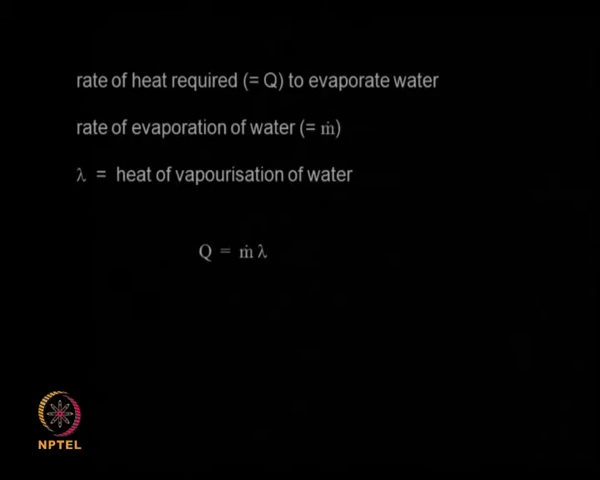 rate of heat required (= Q) to evaporate water
rate of evaporation of water (= ṁ)
λ = heat of vapourisation of water
Q = ṁ λ
NPTEL